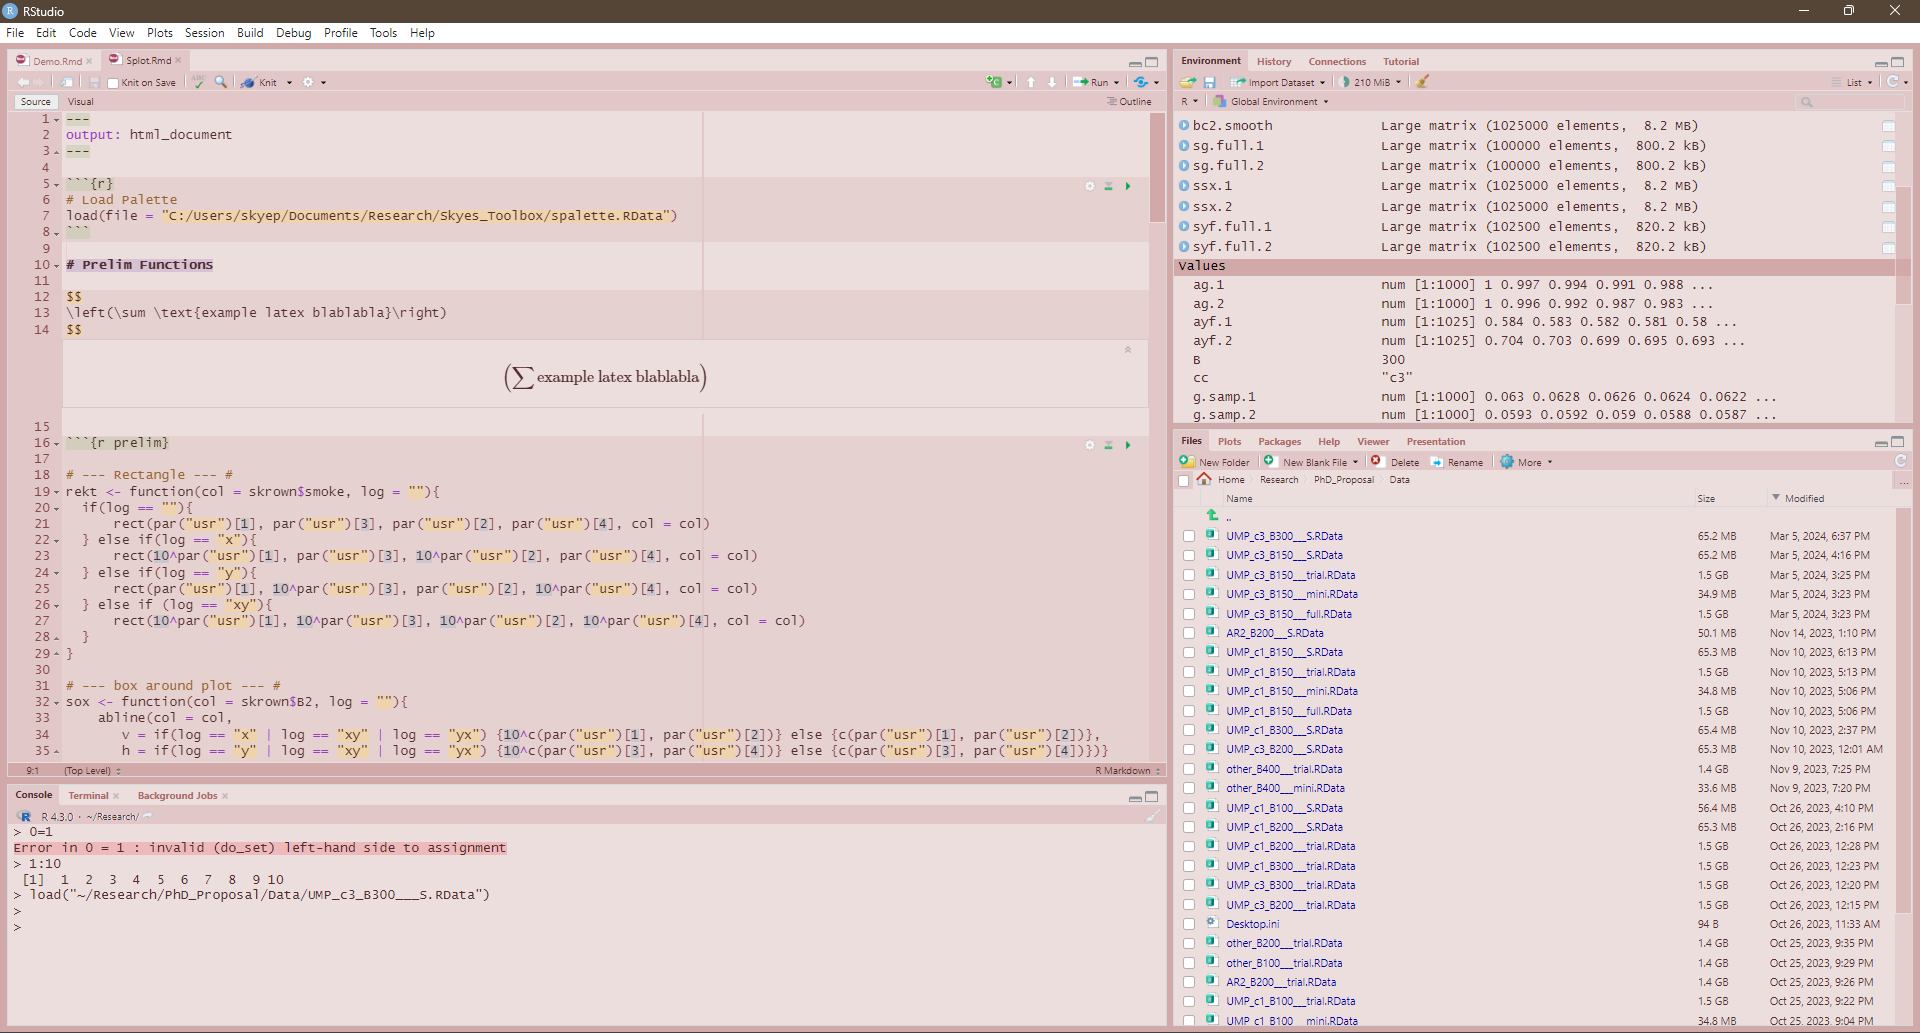 RStudio
File Edit Code View Plots Session Build Debug Profile Tools Help
Demo.Rmd Splot.Rmd
Knit on Save ABC Knit Run
Source Visual Outline
1 ---
2 output: html_document
3 ---
4
5 ```{r}
6 # Load Palette
7 load(file = "C:/Users/skyep/Documents/Research/Skyes_Toolbox/spalette.RData")
8 ```
9
10 # Prelim Functions
11
12 $$
13 \left(\sum \text{example latex blablabla}\right)
14 $$
(∑ example latex blablabla)
15
16 ```{r prelim}
17
18 # --- Rectangle --- #
19 rekt <- function(col = skrown$smoke, log = ""){
20 if(log == ""){
21 rect(par("usr")[1], par("usr")[3], par("usr")[2], par("usr")[4], col = col)
22 } else if(log == "x"){
23 rect(10^par("usr")[1], par("usr")[3], 10^par("usr")[2], par("usr")[4], col = col)
24 } else if(log == "y"){
25 rect(par("usr")[1], 10^par("usr")[3], par("usr")[2], 10^par("usr")[4], col = col)
26 } else if (log == "xy"){
27 rect(10^par("usr")[1], 10^par("usr")[3], 10^par("usr")[2], 10^par("usr")[4], col = col)
28 }
29 }
30
31 # --- box around plot --- #
32 sox <- function(col = skrown$B2, log = ""){
33 abline(col = col,
34 v = if(log == "x" | log == "xy" | log == "yx") {10^c(par("usr")[1], par("usr")[2])} else {c(par("usr")[1], par("usr")[2])},
35 h = if(log == "y" | log == "xy" | log == "yx") {10^c(par("usr")[3], par("usr")[4])} else {c(par("usr")[3], par("usr")[4])})}
9:1 (Top Level) R Markdown
Console Terminal Background Jobs
R 4.3.0 · ~/Research/
> 0=1
Error in 0 = 1 : invalid (do_set) left-hand side to assignment
> 1:10
[1] 1 2 3 4 5 6 7 8 9 10
> load("~/Research/PhD_Proposal/Data/UMP_c3_B300___S.RData")
>
>
Environment History Connections Tutorial
Import Dataset 210 MiB List
R Global Environment
bc2.smooth Large matrix (1025000 elements, 8.2 MB)
sg.full.1 Large matrix (100000 elements, 800.2 kB)
sg.full.2 Large matrix (100000 elements, 800.2 kB)
ssx.1 Large matrix (1025000 elements, 8.2 MB)
ssx.2 Large matrix (1025000 elements, 8.2 MB)
syf.full.1 Large matrix (102500 elements, 820.2 kB)
syf.full.2 Large matrix (102500 elements, 820.2 kB)
Values
ag.1 num [1:1000] 1 0.997 0.994 0.991 0.988 ...
ag.2 num [1:1000] 1 0.996 0.992 0.987 0.983 ...
ayf.1 num [1:1025] 0.584 0.583 0.582 0.581 0.58 ...
ayf.2 num [1:1025] 0.704 0.703 0.699 0.695 0.693 ...
B 300
cc "c3"
g.samp.1 num [1:1000] 0.063 0.0628 0.0626 0.0624 0.0622 ...
g.samp.2 num [1:1000] 0.0593 0.0592 0.059 0.0588 0.0587 ...
Files Plots Packages Help Viewer Presentation
New Folder New Blank File Delete Rename More
Home Research PhD_Proposal Data ...
Name Size Modified
..
UMP_c3_B300___S.RData 65.2 MB Mar 5, 2024, 6:37 PM
UMP_c3_B150___S.RData 65.2 MB Mar 5, 2024, 4:16 PM
UMP_c3_B150___trial.RData 1.5 GB Mar 5, 2024, 3:25 PM
UMP_c3_B150___mini.RData 34.9 MB Mar 5, 2024, 3:23 PM
UMP_c3_B150___full.RData 1.5 GB Mar 5, 2024, 3:23 PM
AR2_B200___S.RData 50.1 MB Nov 14, 2023, 1:10 PM
UMP_c1_B150___S.RData 65.3 MB Nov 10, 2023, 6:13 PM
UMP_c1_B150___trial.RData 1.5 GB Nov 10, 2023, 5:13 PM
UMP_c1_B150___mini.RData 34.8 MB Nov 10, 2023, 5:06 PM
UMP_c1_B150___full.RData 1.5 GB Nov 10, 2023, 5:06 PM
UMP_c1_B300___S.RData 65.4 MB Nov 10, 2023, 2:37 PM
UMP_c3_B200___S.RData 65.3 MB Nov 10, 2023, 12:01 AM
other_B400___trial.RData 1.4 GB Nov 9, 2023, 7:25 PM
other_B400___mini.RData 33.6 MB Nov 9, 2023, 7:20 PM
UMP_c1_B100___S.RData 56.4 MB Oct 26, 2023, 4:10 PM
UMP_c1_B200___S.RData 65.3 MB Oct 26, 2023, 2:16 PM
UMP_c1_B200___trial.RData 1.5 GB Oct 26, 2023, 12:28 PM
UMP_c1_B300___trial.RData 1.5 GB Oct 26, 2023, 12:23 PM
UMP_c3_B300___trial.RData 1.5 GB Oct 26, 2023, 12:20 PM
UMP_c3_B200___trial.RData 1.5 GB Oct 26, 2023, 12:15 PM
Desktop.ini 94 B Oct 26, 2023, 11:33 AM
other_B200___trial.RData 1.4 GB Oct 25, 2023, 9:35 PM
other_B100___trial.RData 1.4 GB Oct 25, 2023, 9:29 PM
AR2_B200___trial.RData 1.4 GB Oct 25, 2023, 9:26 PM
UMP_c1_B100___trial.RData 1.5 GB Oct 25, 2023, 9:22 PM
UMP_c1_B100___mini.RData 34.8 MB Oct 25, 2023, 9:04 PM